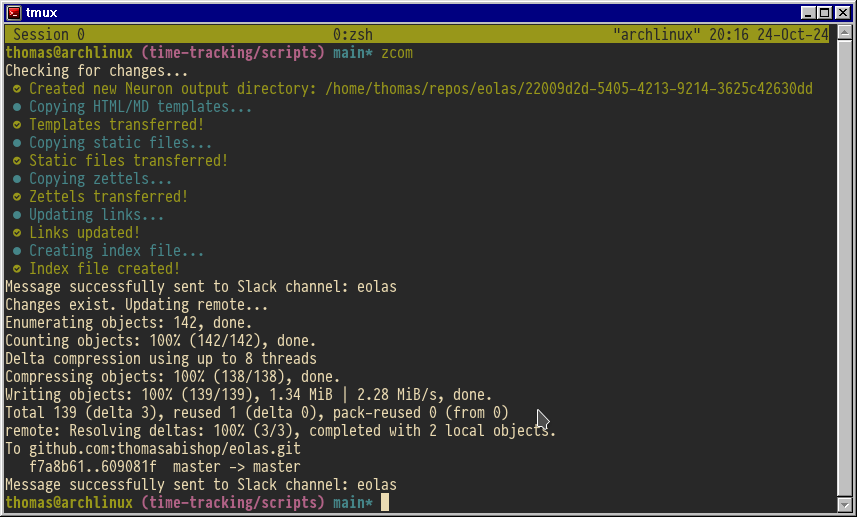 tmux
Session 0 0:zsh "archlinux" 20:16 24-Oct-24
thomas@archlinux (time-tracking/scripts) main* zcom
Checking for changes...
Created new Neuron output directory: /home/thomas/repos/eolas/22009d2d-5405-4213-9214-3625c42630dd
Copying HTML/MD templates...
Templates transferred!
Copying static files...
Static files transferred!
Copying zettels...
Zettels transferred!
Updating links...
Links updated!
Creating index file...
Index file created!
Message successfully sent to Slack channel: eolas
Changes exist. Updating remote...
Enumerating objects: 142, done.
Counting objects: 100% (142/142), done.
Delta compression using up to 8 threads
Compressing objects: 100% (138/138), done.
Writing objects: 100% (139/139), 1.34 MiB | 2.28 MiB/s, done.
Total 139 (delta 3), reused 1 (delta 0), pack-reused 0 (from 0)
remote: Resolving deltas: 100% (3/3), completed with 2 local objects.
To github.com:thomasabishop/eolas.git
f7a8b61..609081f master -> master
Message successfully sent to Slack channel: eolas
thomas@archlinux (time-tracking/scripts) main*